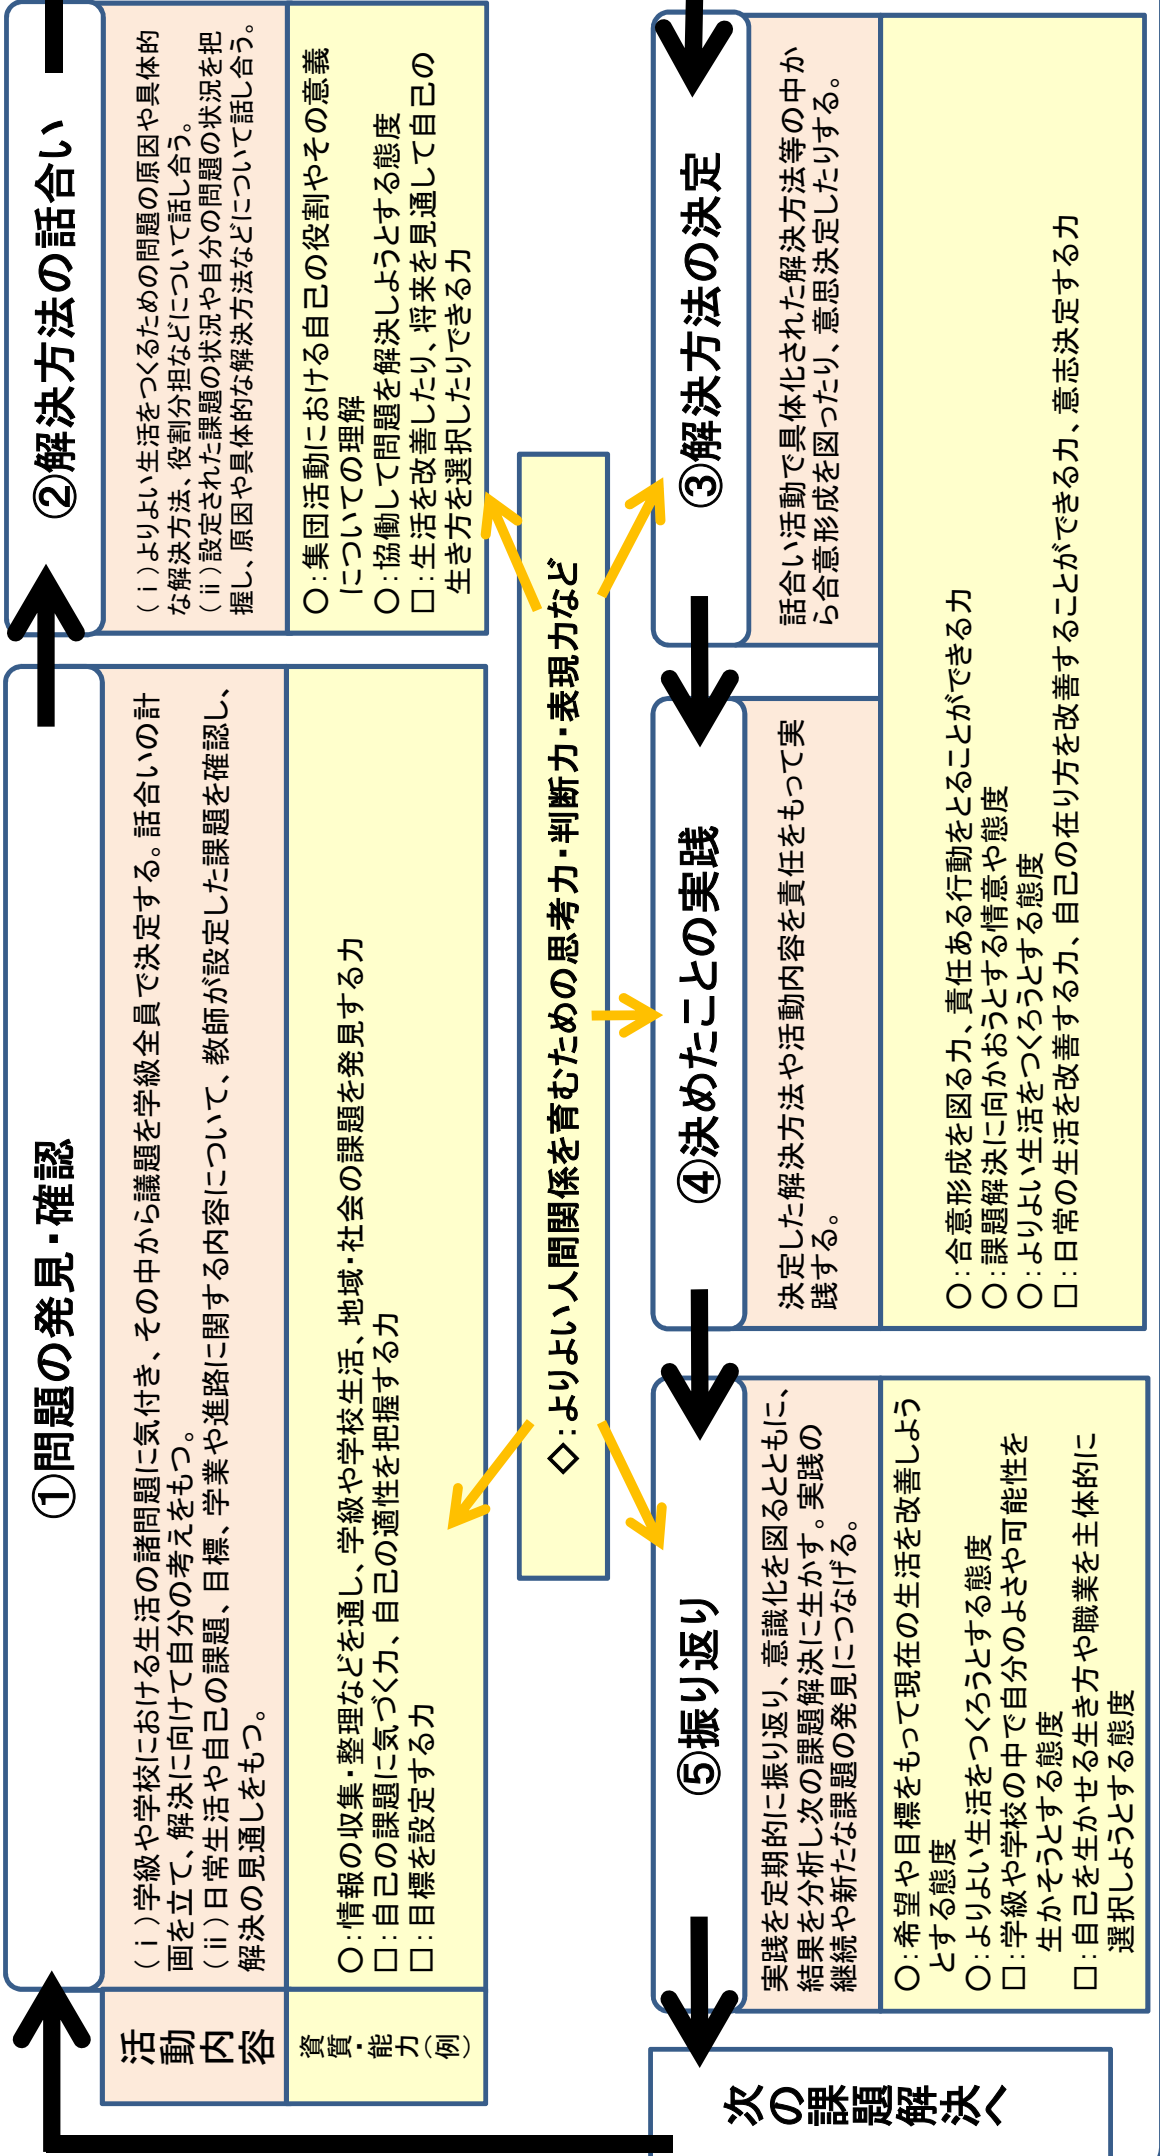 ①問題の発見・確認
活動内容
（ⅰ）学級や学校における生活の諸問題に気付き、その中から議題を学級全員で決定する。話合いの計
画を立て、解決に向けて自分の考えをもつ。
（ⅱ）日常生活や自己の課題、目標、学業や進路に関する内容について、教師が設定した課題を確認し、
解決の見通しをもつ。
資質・能力（例）
○：情報の収集・整理などを通し、学級や学校生活、地域・社会の課題を発見する力
□：自己の課題に気づく力、自己の適性を把握する力
□：目標を設定する力
②解決方法の話合い
（ⅰ）よりよい生活をつくるための問題の原因や具体的
な解決方法、役割分担などについて話し合う。
（ⅱ）設定された課題の状況や自分の問題の状況を把
握し、原因や具体的な解決方法などについて話し合う。
○：集団活動における自己の役割やその意義
についての理解
○：協働して問題を解決しようとする態度
□：生活を改善したり、将来を見通して自己の
生き方を選択したりできる力
◇：よりよい人間関係を育むための思考力・判断力・表現力など
③解決方法の決定
話合い活動で具体化された解決方法等の中か
ら合意形成を図ったり、意思決定したりする。
④決めたことの実践
決定した解決方法や活動内容を責任をもって実
践する。
○：合意形成を図る力、責任ある行動をとることができる力
○：課題解決に向かおうとする情意や態度
○：よりよい生活をつくろうとする態度
□：日常の生活を改善する力、自己の在り方を改善することができる力、意志決定する力
⑤振り返り
実践を定期的に振り返り、意識化を図るとともに、
結果を分析し次の課題解決に生かす。実践の
継続や新たな課題の発見につなげる。
○：希望や目標をもって現在の生活を改善しよう
とする態度
○：よりよい生活をつくろうとする態度
□：学級や学校の中で自分のよさや可能性を
生かそうとする態度
□：自己を生かせる生き方や職業を主体的に
選択しようとする態度
次の課題解決へ